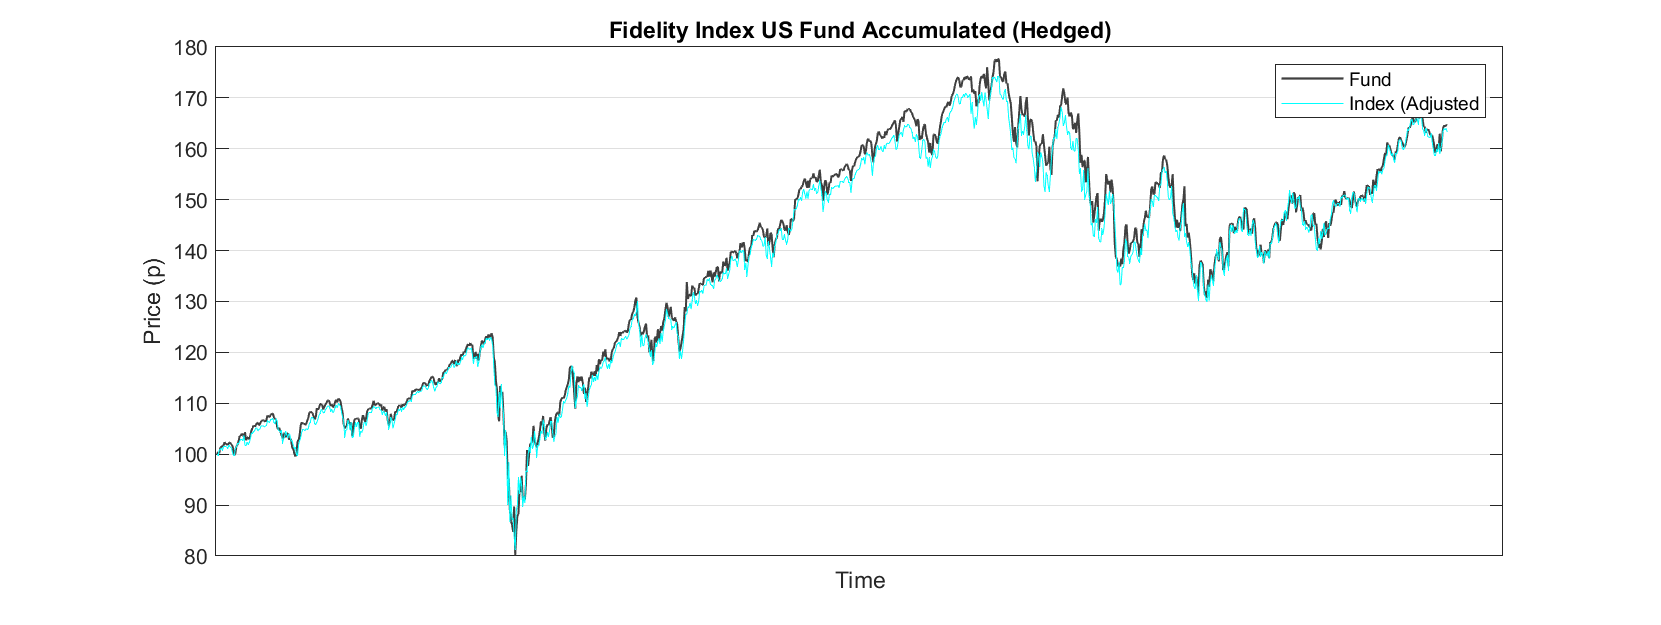 Fidelity Index US Fund Accumulated (Hedged)
180
170
160
150
140
130
120
110
100
90
80
Price (p)
Fund
Index (Adjusted
Time